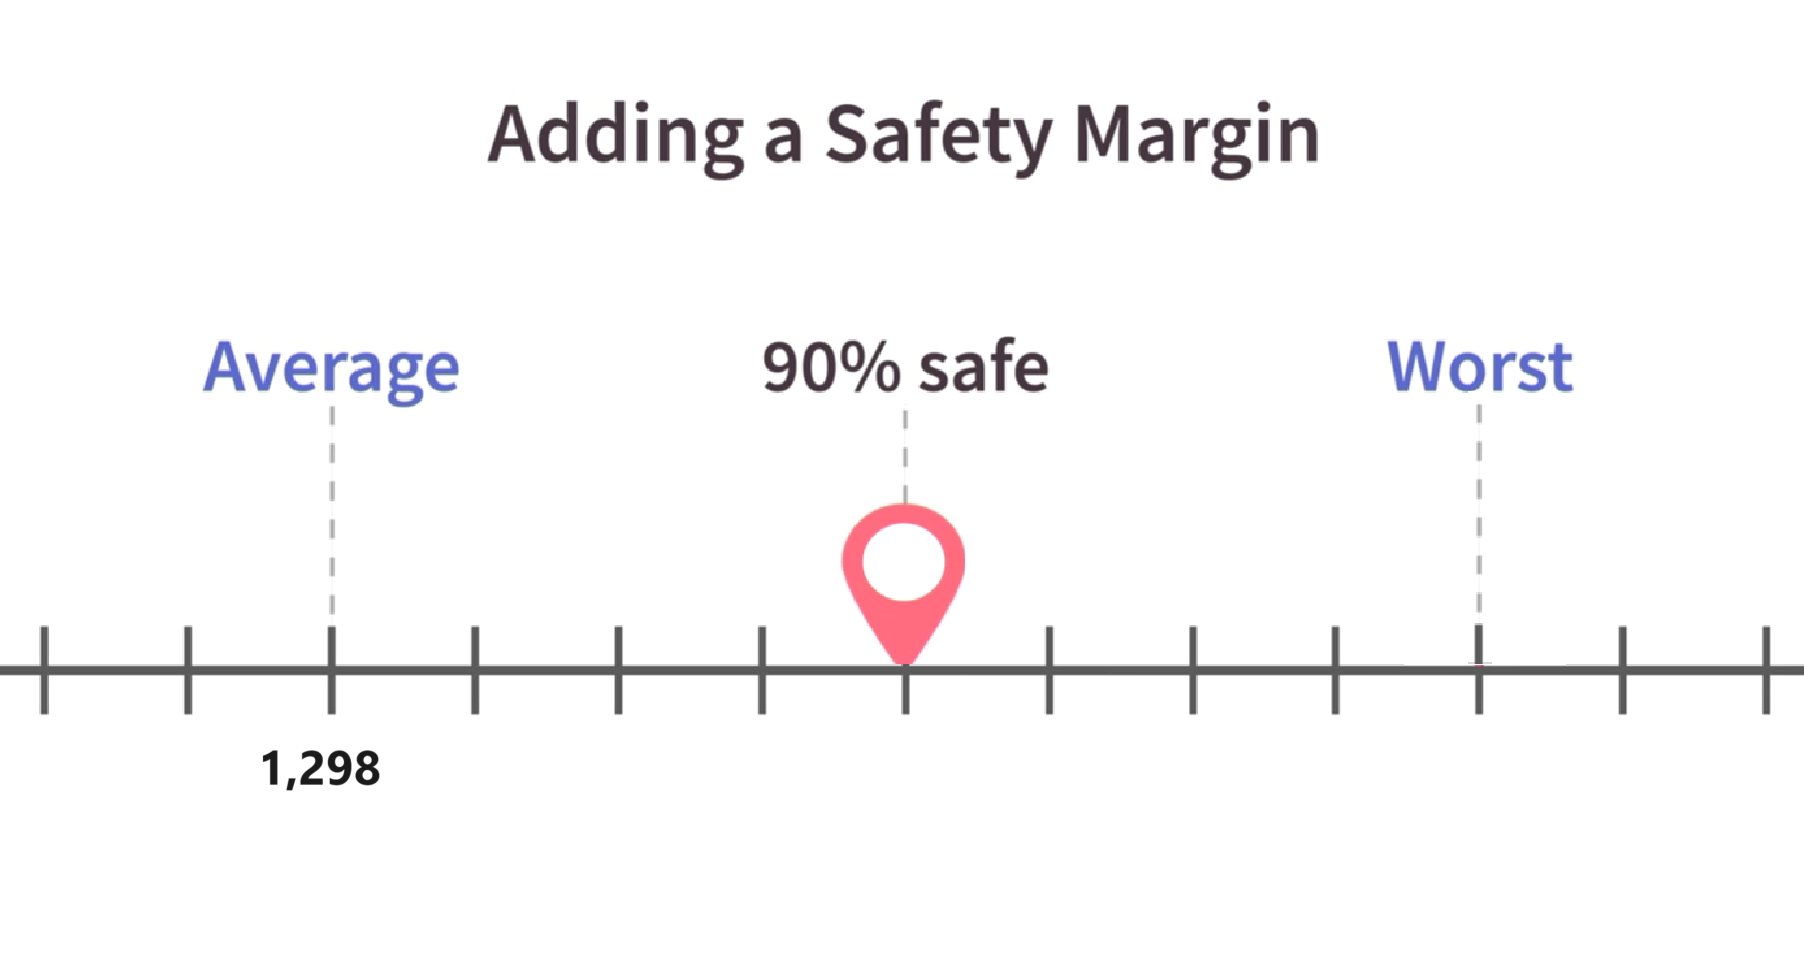 Adding a Safety Margin
Average
90% safe
Worst
1,298